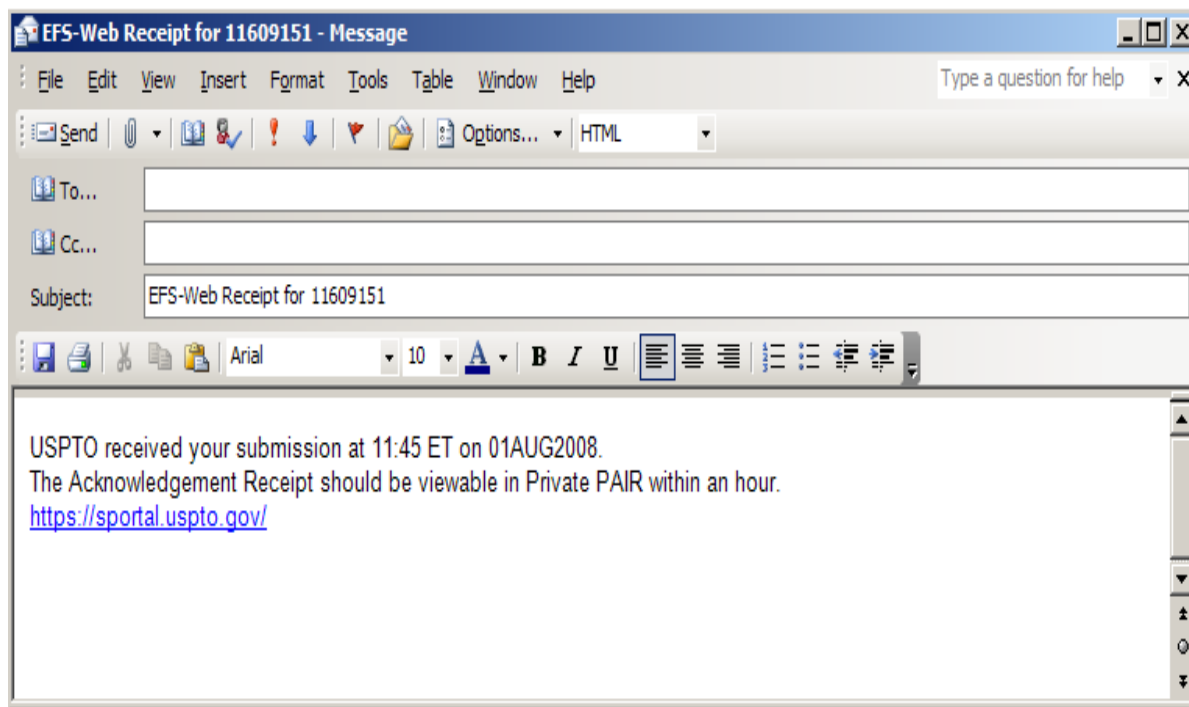 EFS-Web Receipt for 11609151 - Message
File Edit View Insert Format Tools Table Window Help Type a question for help
Send Options... HTML
To...
Cc...
Subject: EFS-Web Receipt for 11609151
Arial 10 A B I U
USPTO received your submission at 11:45 ET on 01AUG2008.
The Acknowledgement Receipt should be viewable in Private PAIR within an hour.
https://sportal.uspto.gov/